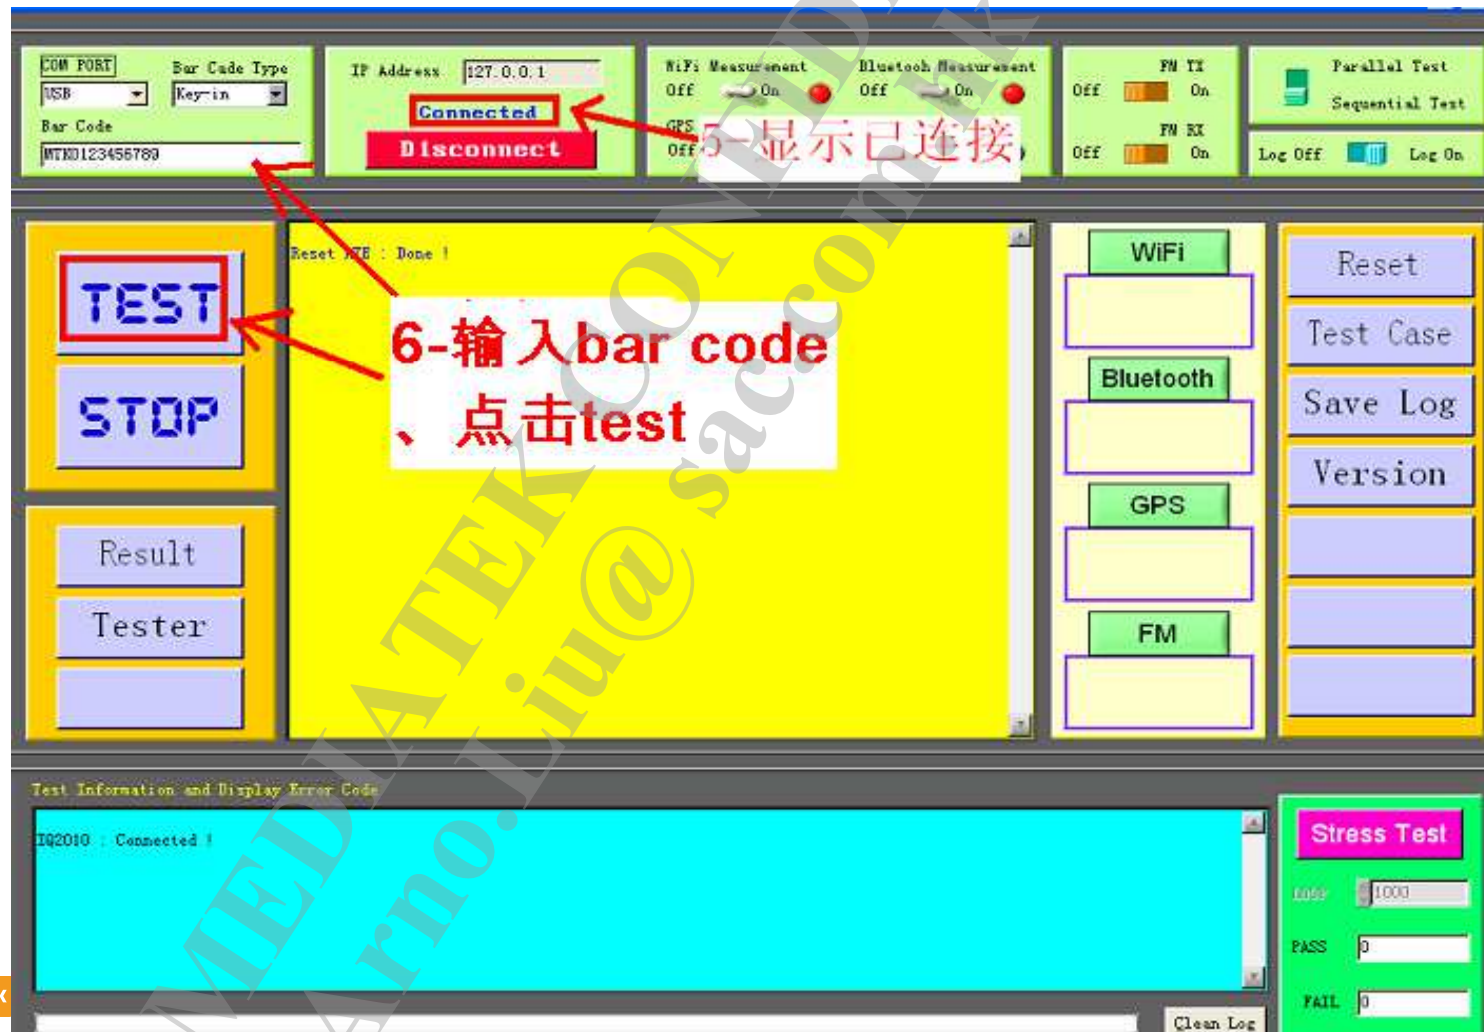 COM PORT
Bar Code Type
USB
Key-in
Bar Code
MTK0123456789
IP Address 127.0.0.1
Connected
Disconnect
WiFi Measurement
Off On
Bluetooh Measurement
Off On
GPS
Off
5-显示已连接
FM TX
Off On
FM RX
Off On
Parallel Test
Sequential Test
Log Off Log On
TEST
STOP
Result
Tester
Reset ATE : Done !
6-输入bar code
、点击test
WiFi
Bluetooth
GPS
FM
Reset
Test Case
Save Log
Version
Test Information and Display Error Code
IQ2010 : Connected !
Stress Test
1000
PASS 0
FAIL 0
Clean Log
MEDIATEK CONFID
Arno.Liu@ sac.com